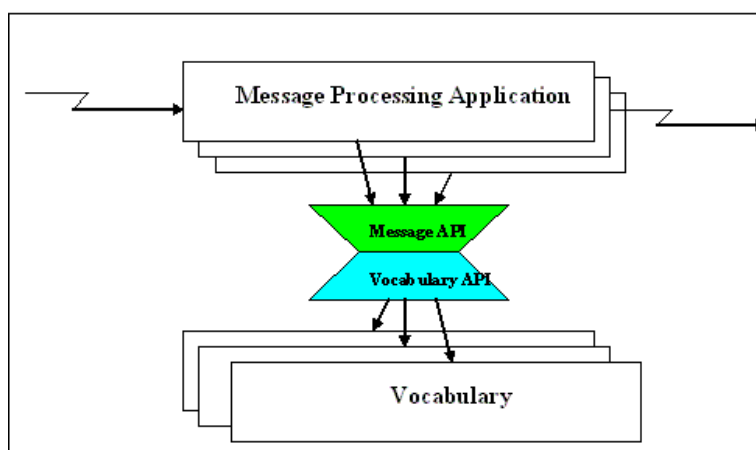 Message Processing Application
Message API
Vocabulary API
Vocabulary